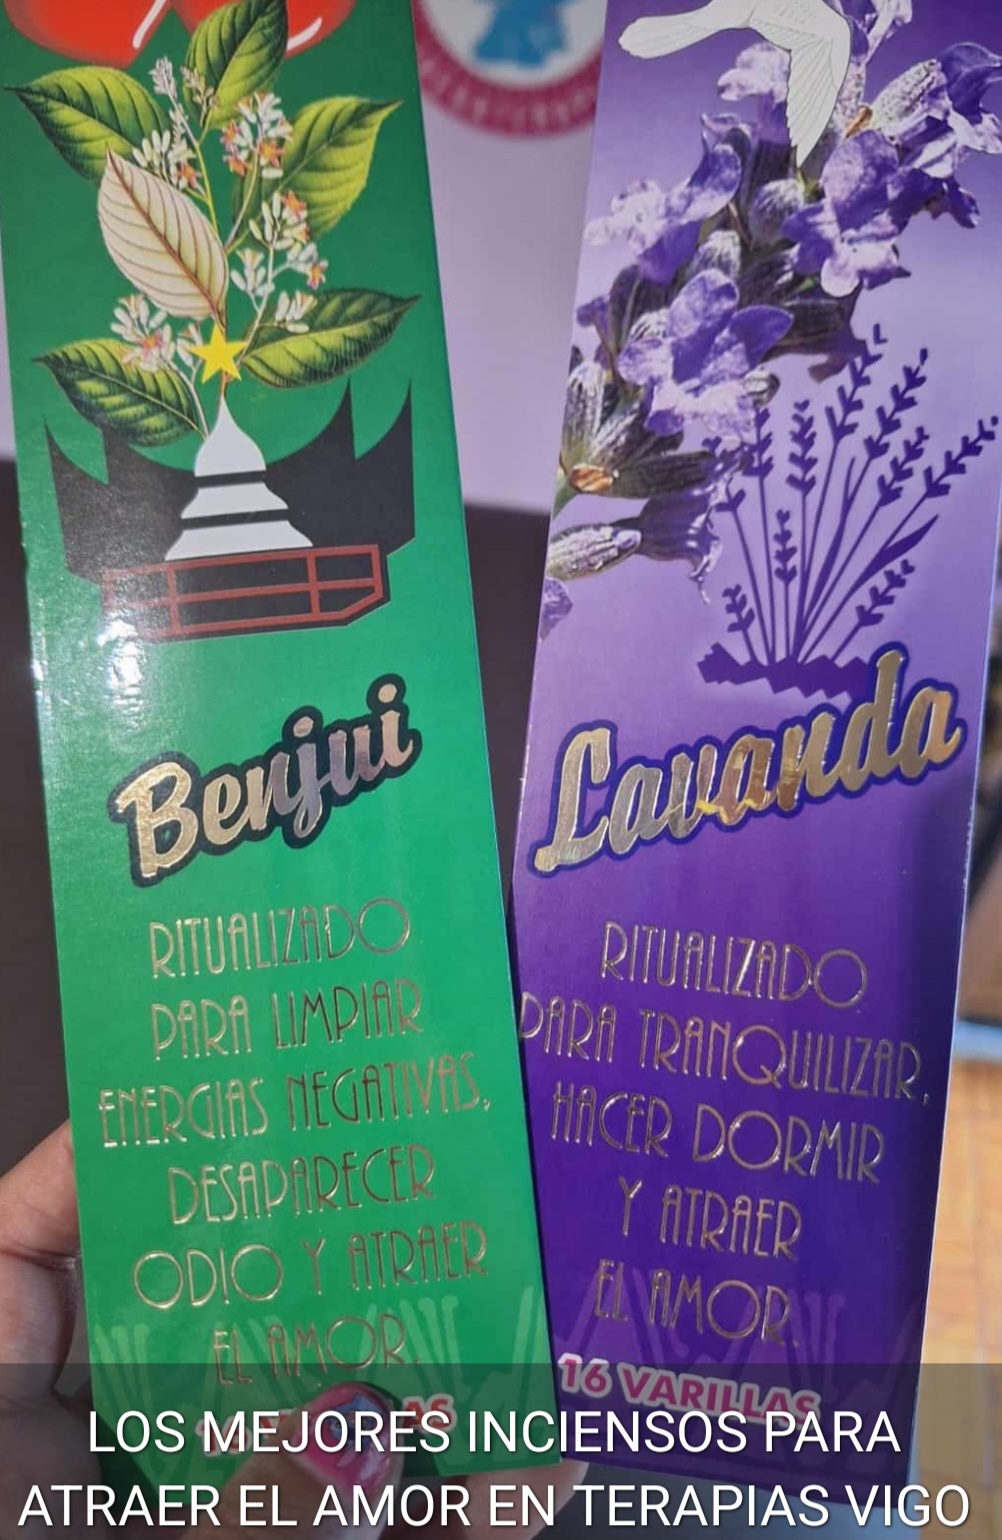 Benjui
RITUALIZADO
PARA LIMPIAR
ENERGIAS NEGATIVAS,
DESAPARECER
ODIO Y ATRAER
EL AMOR.
Lavanda
RITUALIZADO
PARA TRANQUILIZAR,
HACER DORMIR
Y ATRAER
EL AMOR.
16 VARILLAS
LOS MEJORES INCIENSOS PARA
ATRAER EL AMOR EN TERAPIAS VIGO